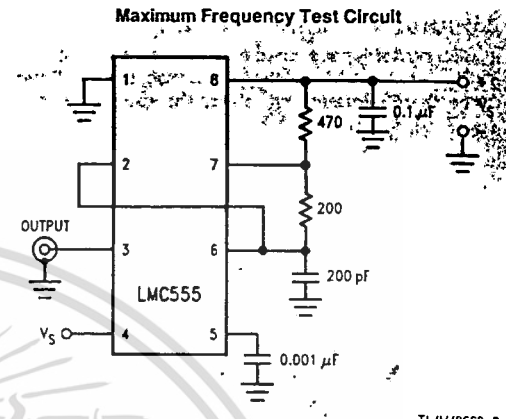 Maximum Frequency Test Circuit
1
8
470
0.1 μF
2
7
200
OUTPUT
3
6
200 pF
LMC555
VS
4
5
0.001 μF